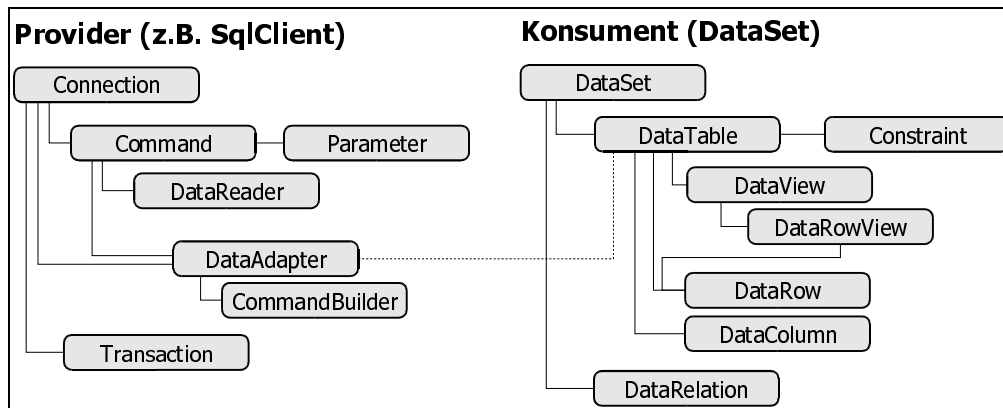 Provider (z.B. SqlClient)
Connection
Command
Parameter
DataReader
DataAdapter
CommandBuilder
Transaction
Konsument (DataSet)
DataSet
DataTable
Constraint
DataView
DataRowView
DataRow
DataColumn
DataRelation